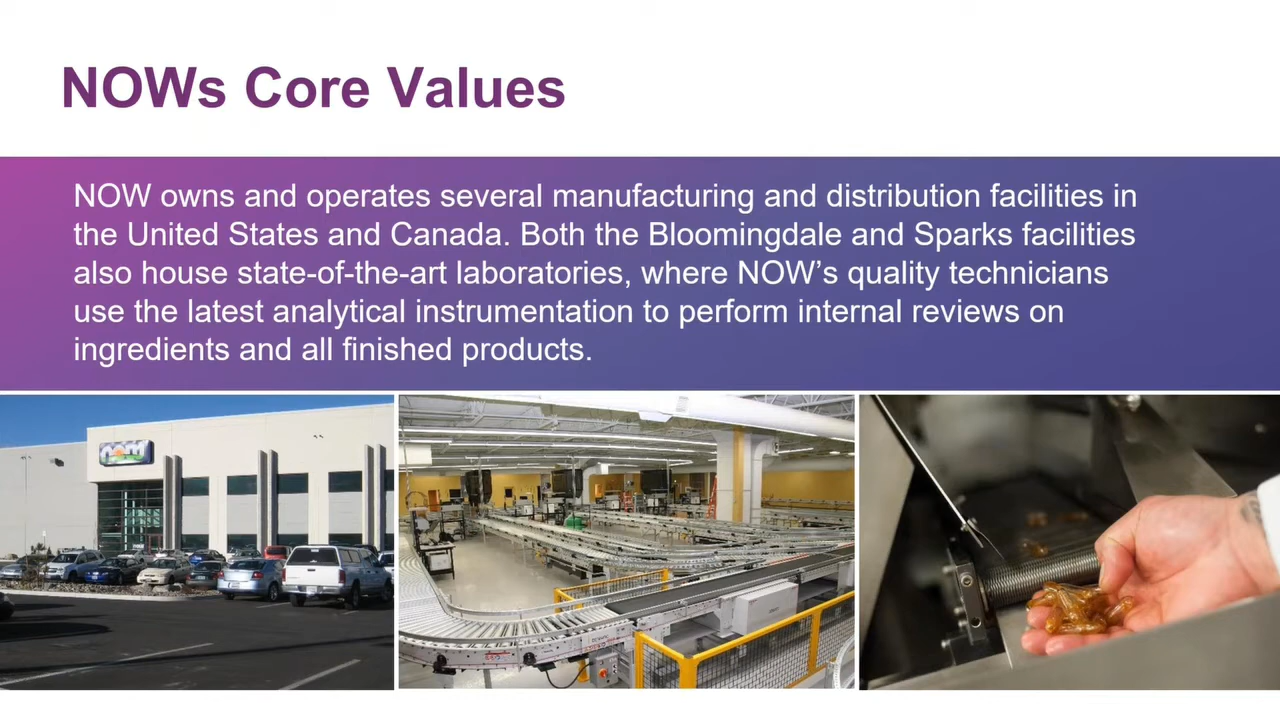 NOWs Core Values
NOW owns and operates several manufacturing and distribution facilities in
the United States and Canada. Both the Bloomingdale and Sparks facilities
also house state-of-the-art laboratories, where NOW’s quality technicians
use the latest analytical instrumentation to perform internal reviews on
ingredients and all finished products.
now